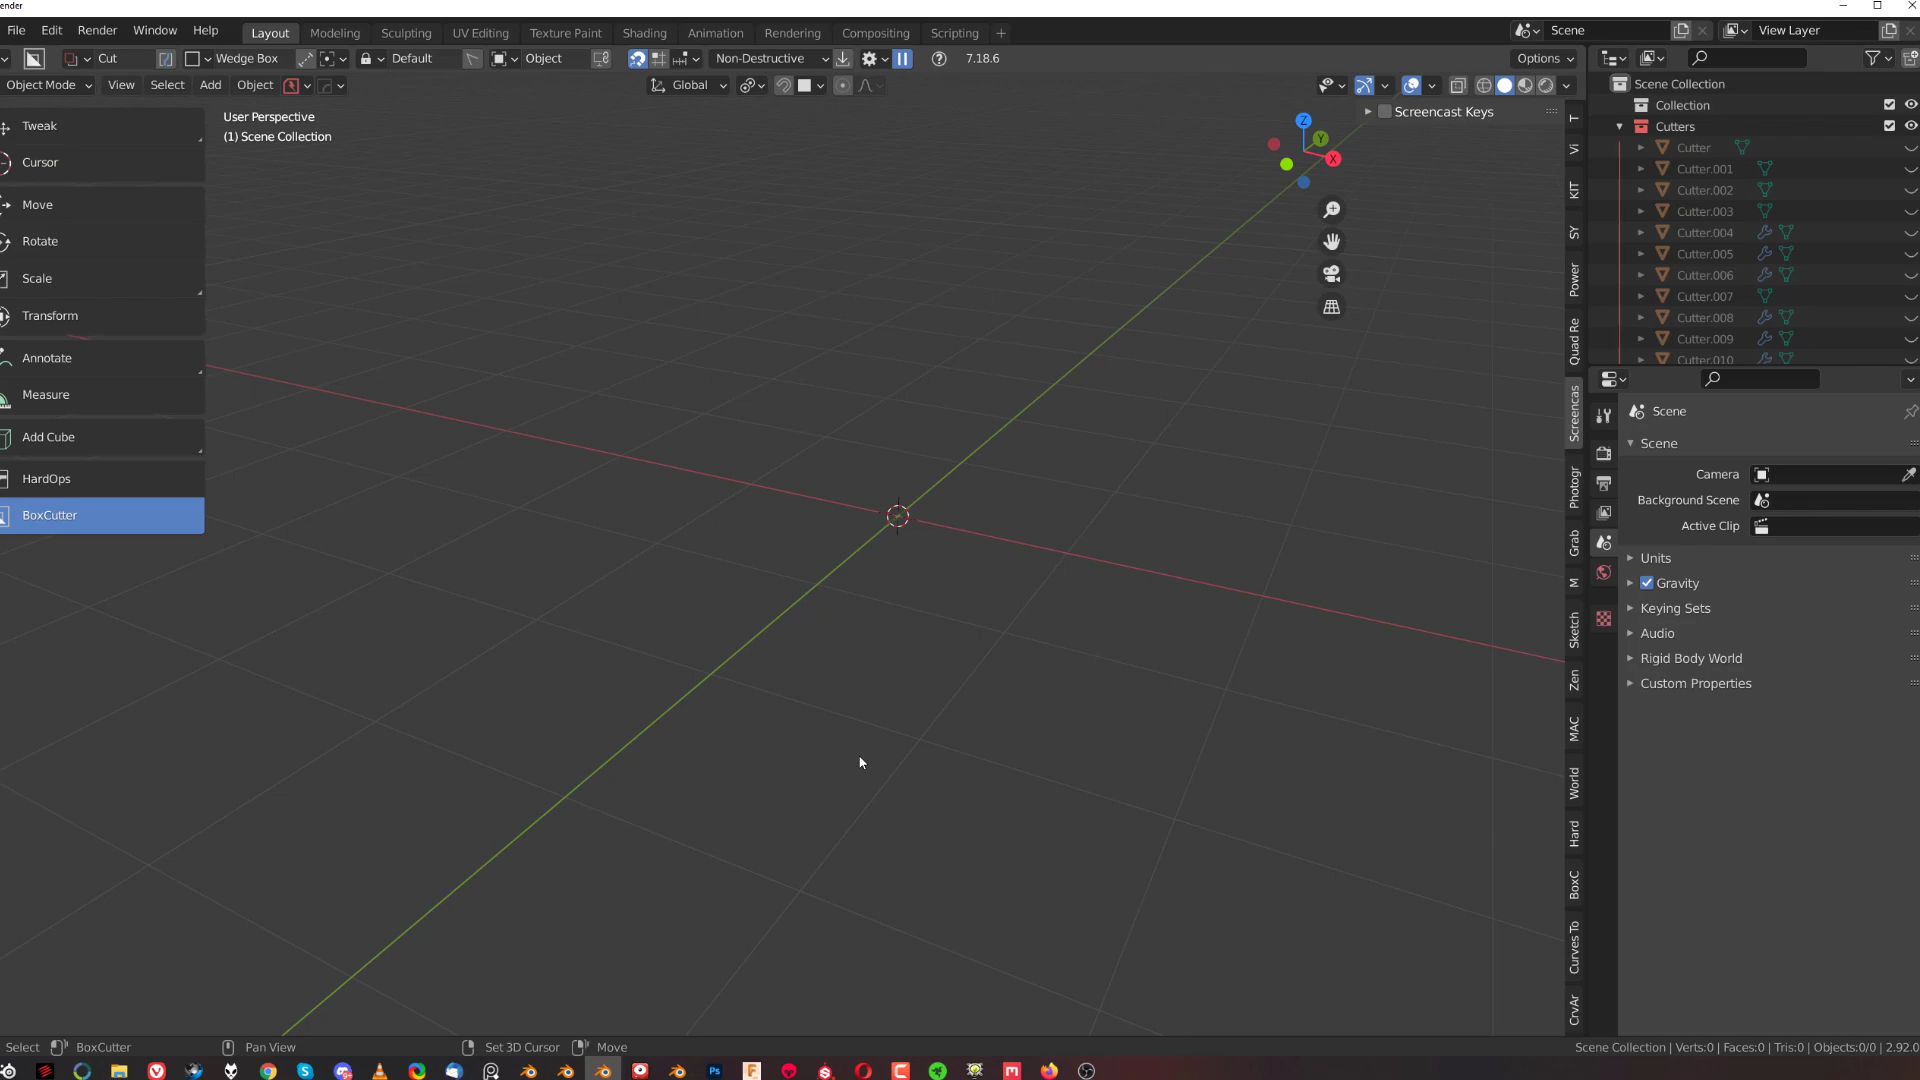 ender
File Edit Render Window Help Layout Modeling Sculpting UV Editing Texture Paint Shading Animation Rendering Compositing Scripting + Scene View Layer
Cut Wedge Box Default Object Non-Destructive 7.18.6 Options
Object Mode View Select Add Object Global
User Perspective
(1) Scene Collection
Tweak
Cursor
Move
Rotate
Scale
Transform
Annotate
Measure
Add Cube
HardOps
BoxCutter
Z
Y
X
Screencast Keys
T
Vi
KIT
SY
Power
Quad Re
Screencas
Photogr
Grab
M
Sketch
Zen
MAC
World
Hard
BoxC
Curves To
CrvAr
Scene Collection
Collection
Cutters
Cutter
Cutter.001
Cutter.002
Cutter.003
Cutter.004
Cutter.005
Cutter.006
Cutter.007
Cutter.008
Cutter.009
Cutter.010
Scene
Scene
Camera
Background Scene
Active Clip
Units
Gravity
Keying Sets
Audio
Rigid Body World
Custom Properties
Select BoxCutter Pan View Set 3D Cursor Move Scene Collection | Verts:0 | Faces:0 | Tris:0 | Objects:0/0 | 2.92.0